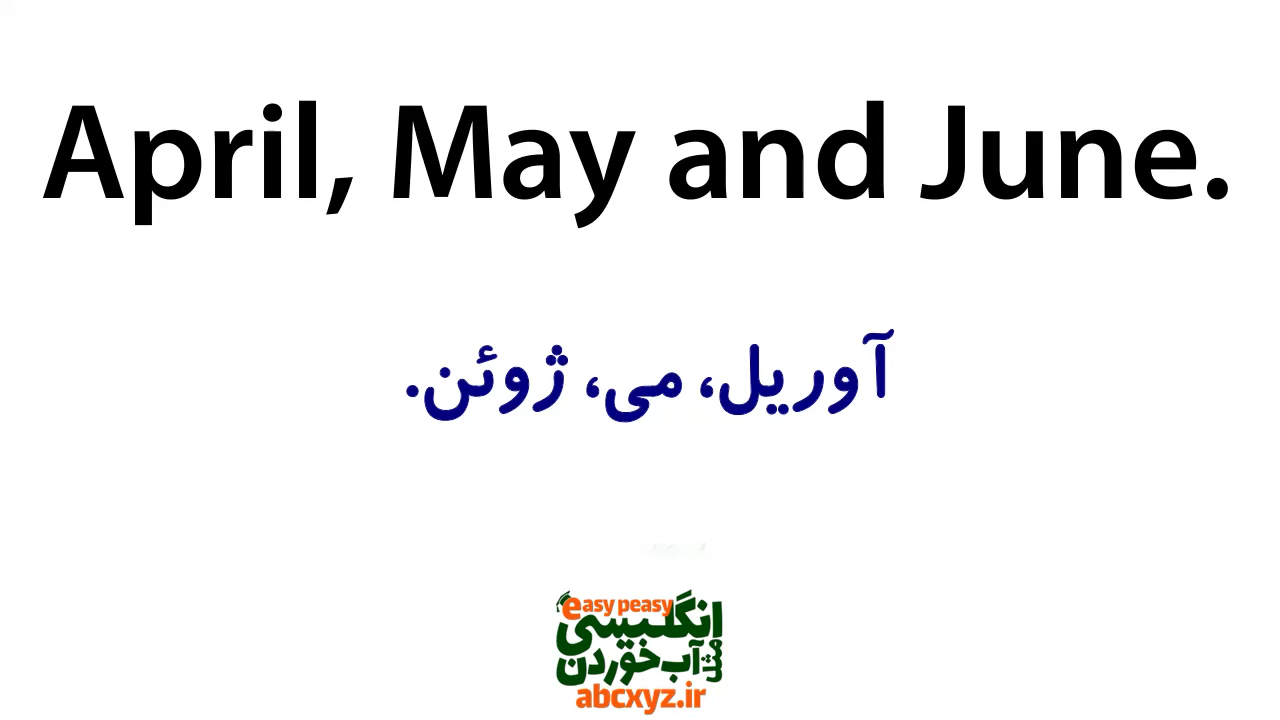 April, May and June.
آوریل، می، ژوئن.
easy peasy
انگلیسی
مثل آب خوردن
abcxyz.ir